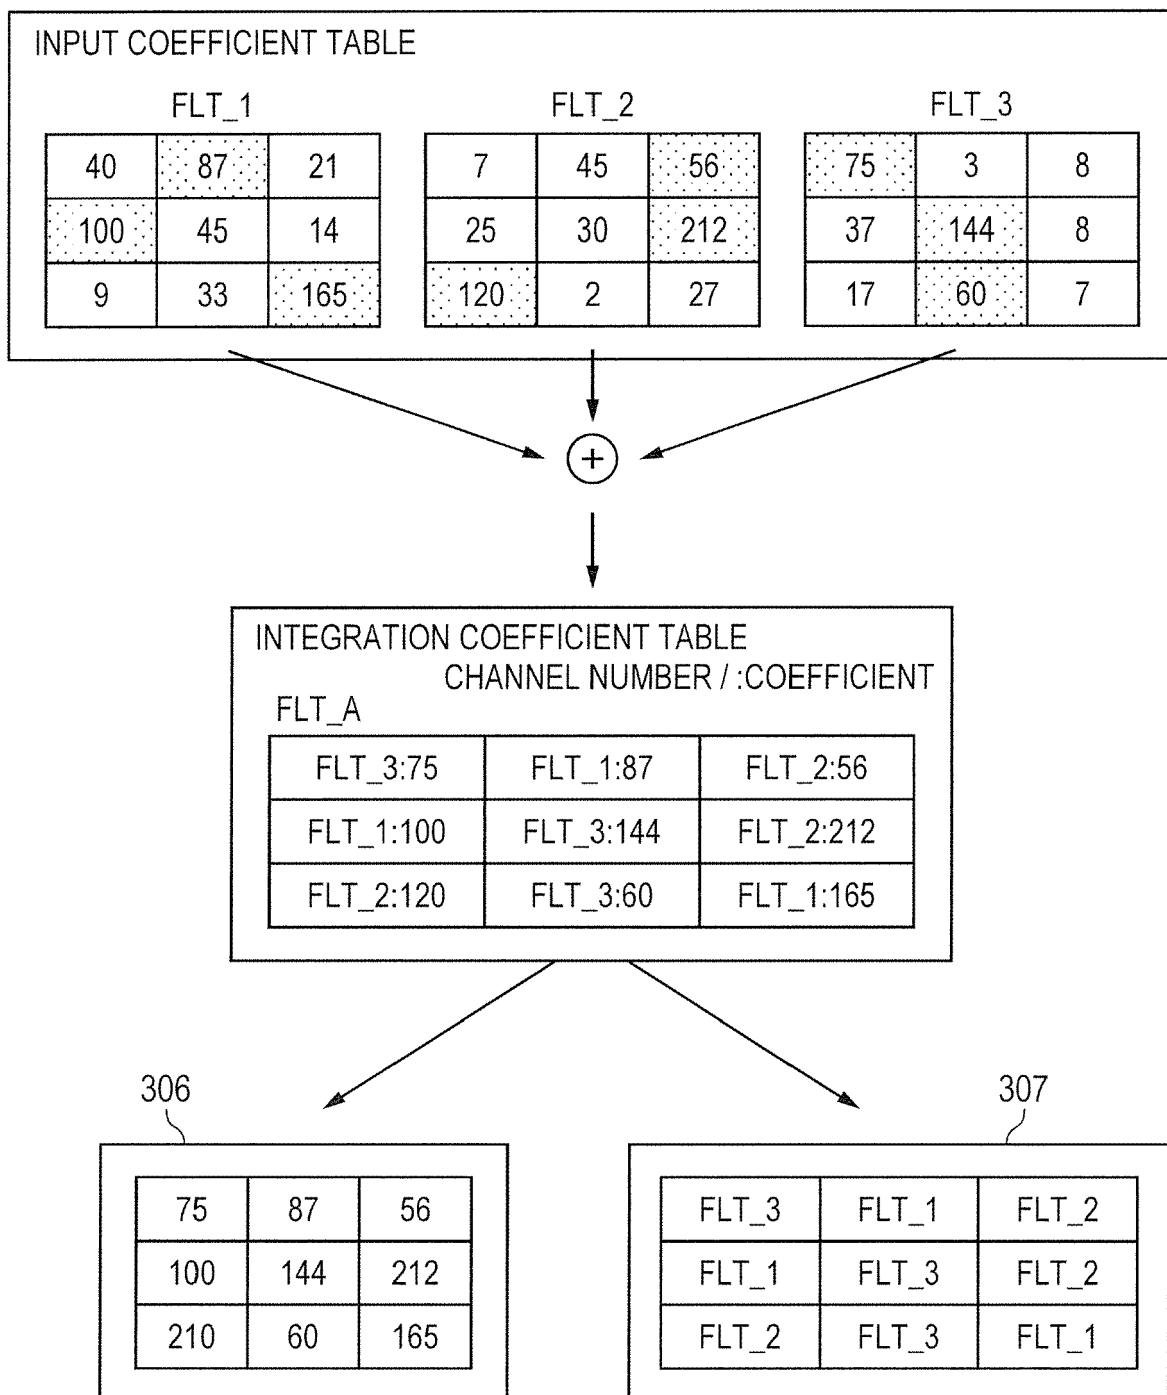 INPUT COEFFICIENT TABLE
FLT_1 FLT_2 FLT_3
40 87 21 7 45 56 75 3 8
100 45 14 25 30 212 37 144 8
9 33 165 120 2 27 17 60 7
+
INTEGRATION COEFFICIENT TABLE
CHANNEL NUMBER / :COEFFICIENT
FLT_A
FLT_3:75 FLT_1:87 FLT_2:56
FLT_1:100 FLT_3:144 FLT_2:212
FLT_2:120 FLT_3:60 FLT_1:165
306 307
75 87 56 FLT_3 FLT_1 FLT_2
100 144 212 FLT_1 FLT_3 FLT_2
210 60 165 FLT_2 FLT_3 FLT_1